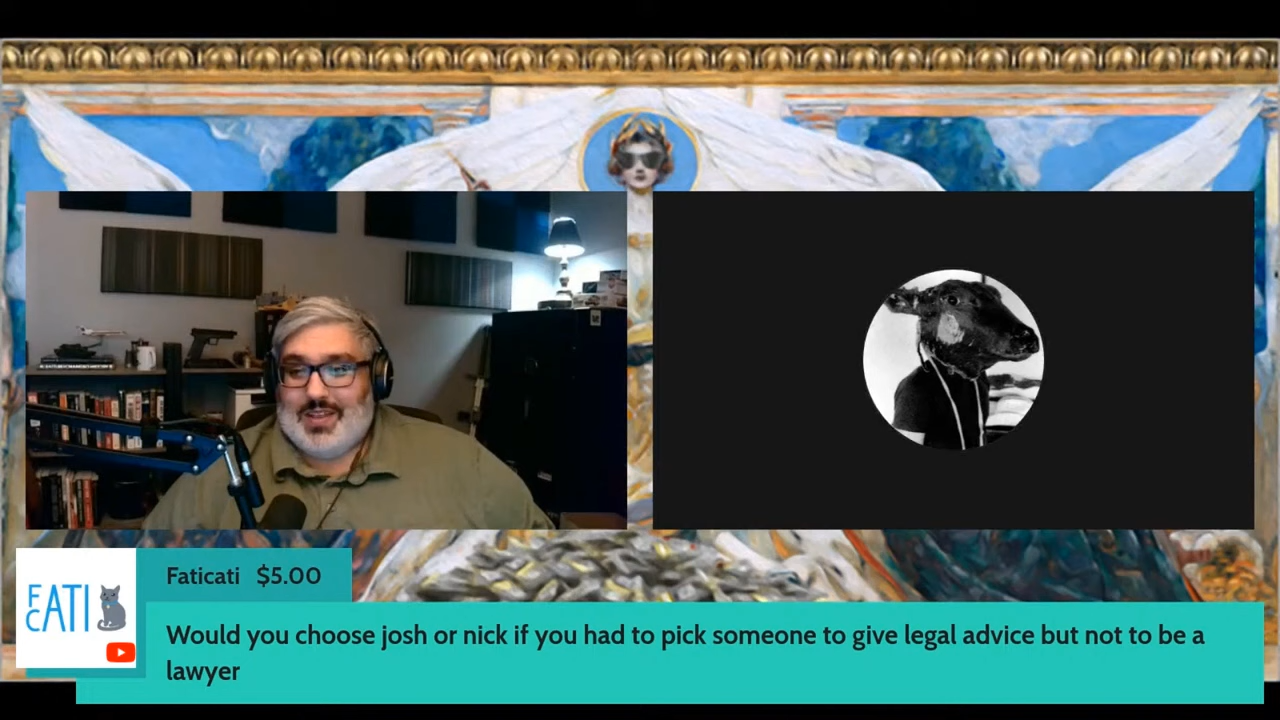 Faticati $5.00
FATI
CATI
Would you choose josh or nick if you had to pick someone to give legal advice but not to be a
lawyer